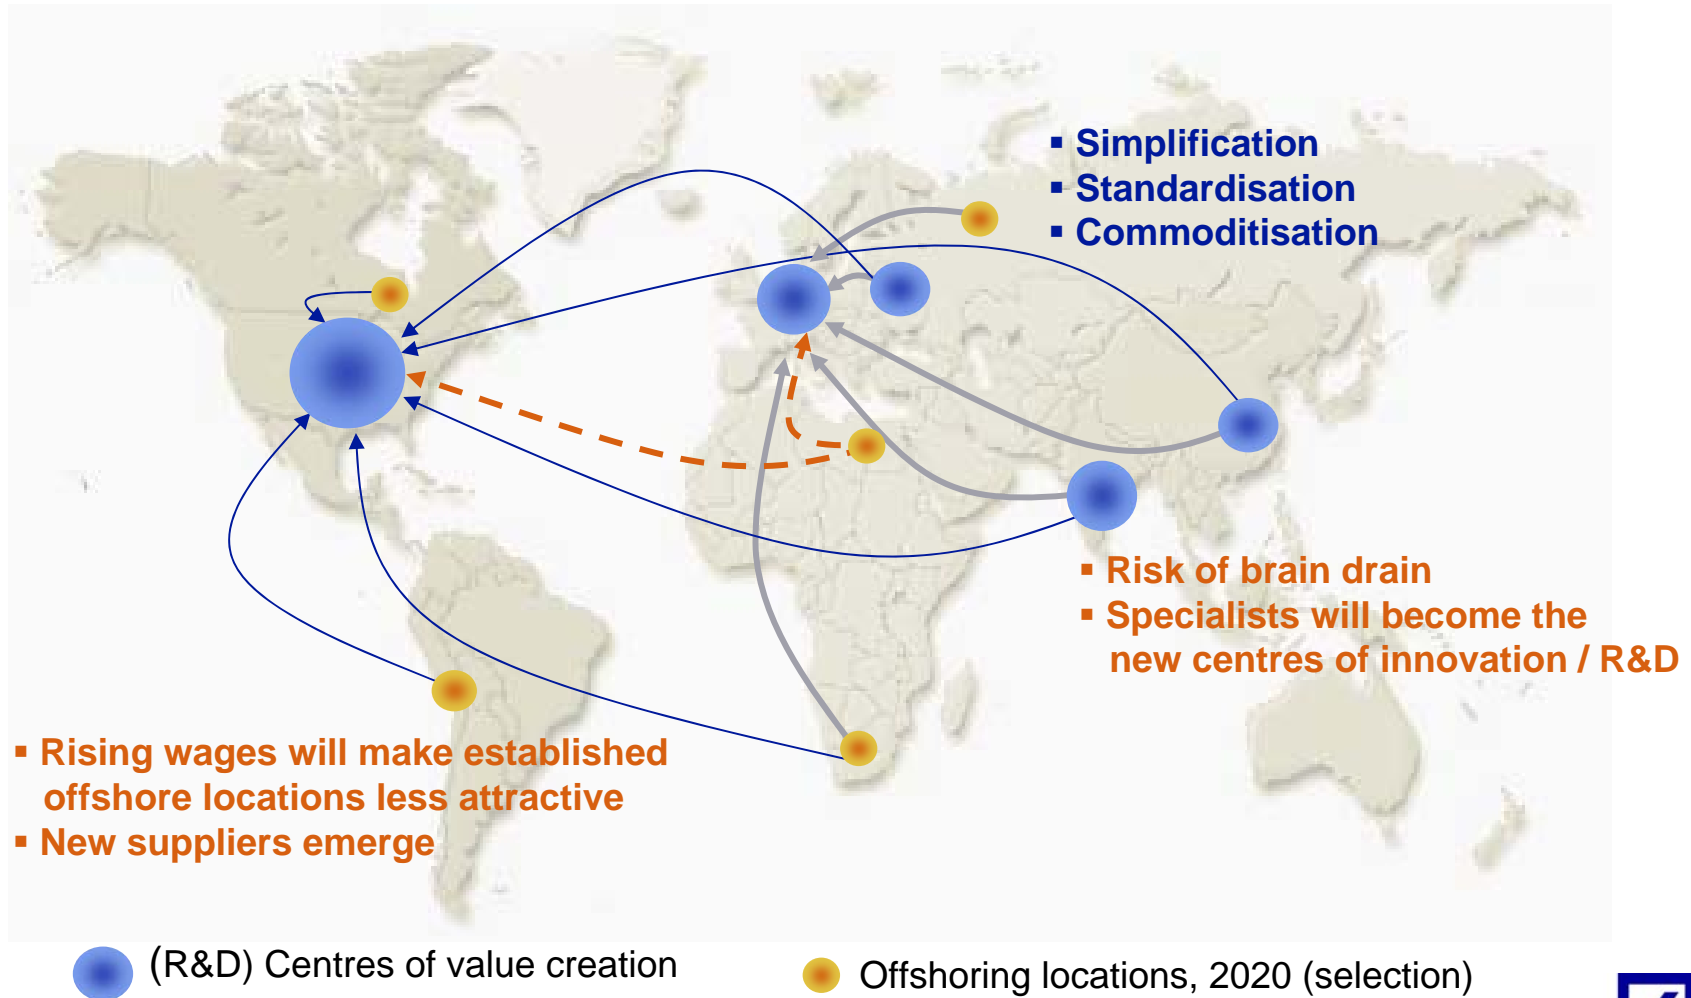 ▪ Simplification
▪ Standardisation
▪ Commoditisation
▪ Risk of brain drain
▪ Specialists will become the
new centres of innovation / R&D
▪ Rising wages will make established
offshore locations less attractive
▪ New suppliers emerge
(R&D) Centres of value creation
Offshoring locations, 2020 (selection)